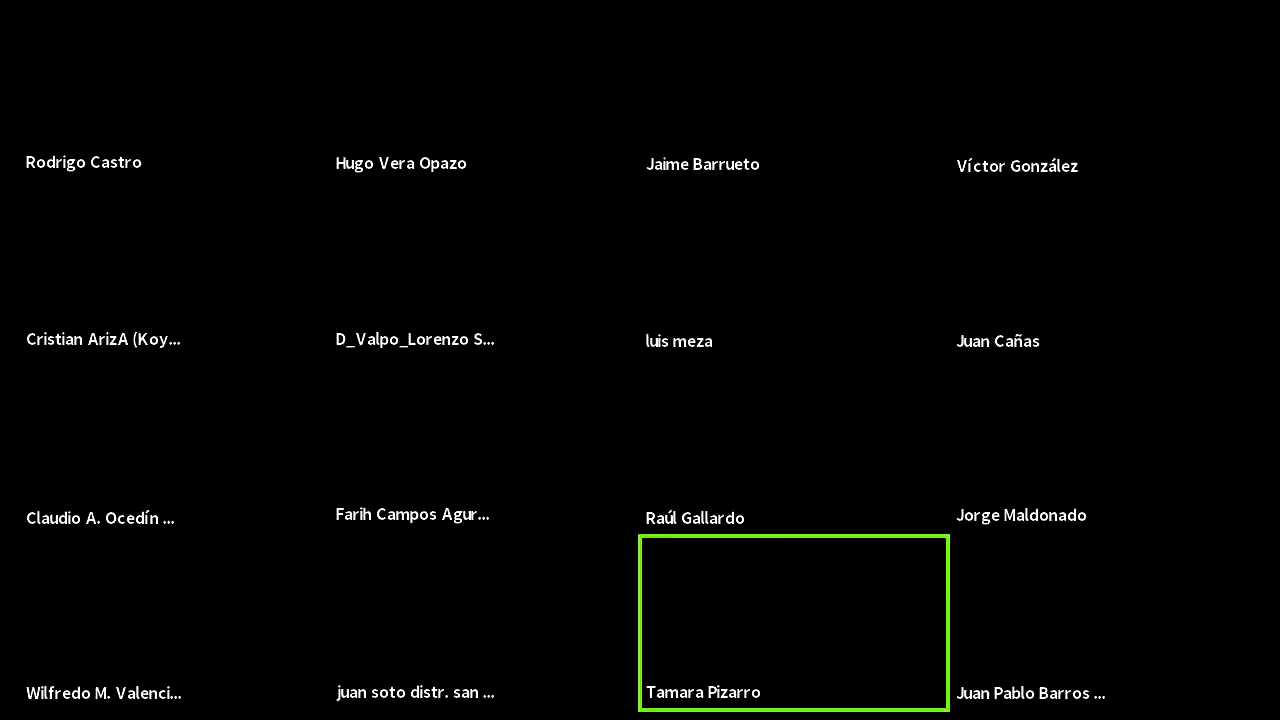 Rodrigo Castro
Hugo Vera Opazo
Jaime Barrueto
Víctor González
Cristian ArizA (Koy...
D_Valpo_Lorenzo S...
luis meza
Juan Cañas
Claudio A. Ocedín ...
Farih Campos Agur...
Raúl Gallardo
Jorge Maldonado
Wilfredo M. Valenci...
juan soto distr. san ...
Tamara Pizarro
Juan Pablo Barros ...